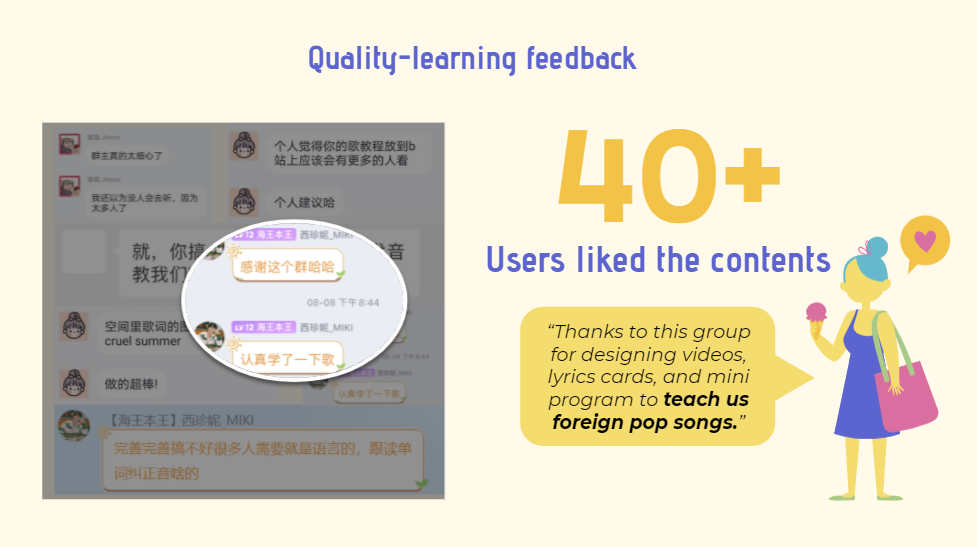 Quality-learning feedback
群主真的太细心了
我还以为没人会去听，因为
太多人了
个人觉得你的歌教程放到b
站上应该会有更多的人看
个人建议哈
就，你搞
音
教我们
LV12 海王本王 西珍妮_MIKI
感谢这个群哈哈
08-08 下午8:44
LV12 海王本王 西珍妮_MIKI
认真学了一下歌
空间里歌词的
cruel summer
做的超棒!
认真学了一下歌
【海王本王】西珍妮_MIKI
完善完善搞不好很多人需要就是语言的，跟读单
词纠正音啥的
40+
Users liked the contents
“Thanks to this group
for designing videos,
lyrics cards, and mini
program to teach us
foreign pop songs.”